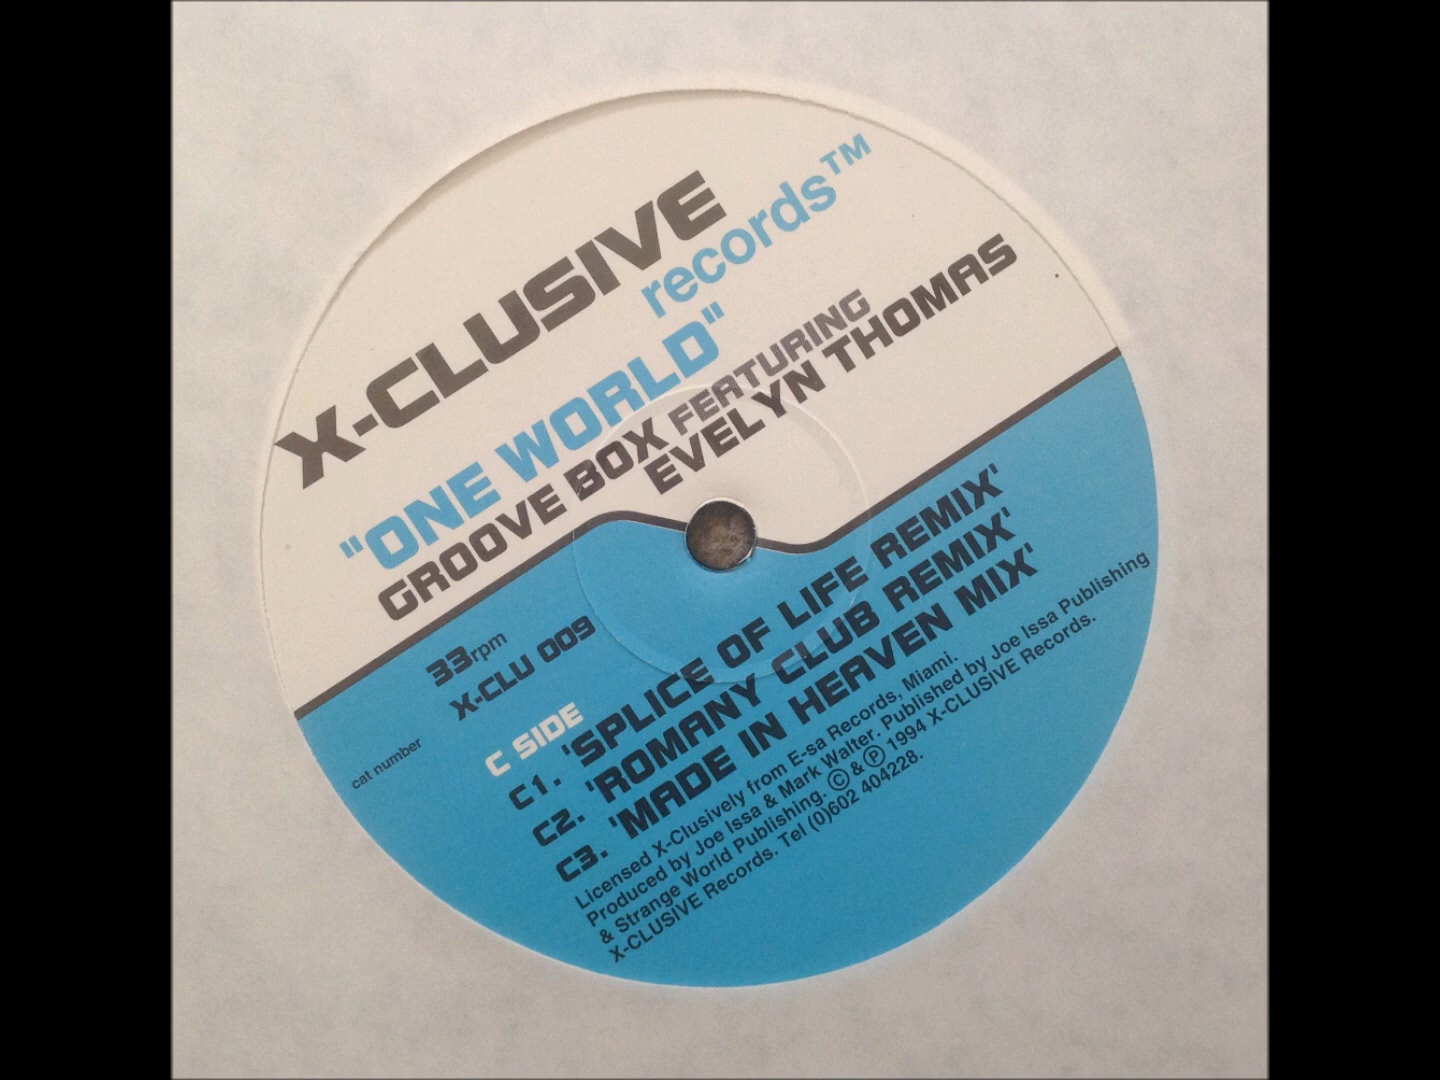 X-CLUSIVE
records™
"ONE WORLD"
GROOVE BOX FEATURING
EVELYN THOMAS
33rpm
X-CLU 009
cat number
C SIDE
C1. 'SPLICE OF LIFE REMIX'
C2. 'ROMANY CLUB REMIX'
C3. 'MADE IN HEAVEN MIX'
Licensed X-Clusively from E-sa Records, Miami.
Produced by Joe Issa & Mark Walter. Published by Joe Issa Publishing
& Strange World Publishing. © & ℗ 1994 X-CLUSIVE Records.
X-CLUSIVE Records. Tel (0)602 404228.